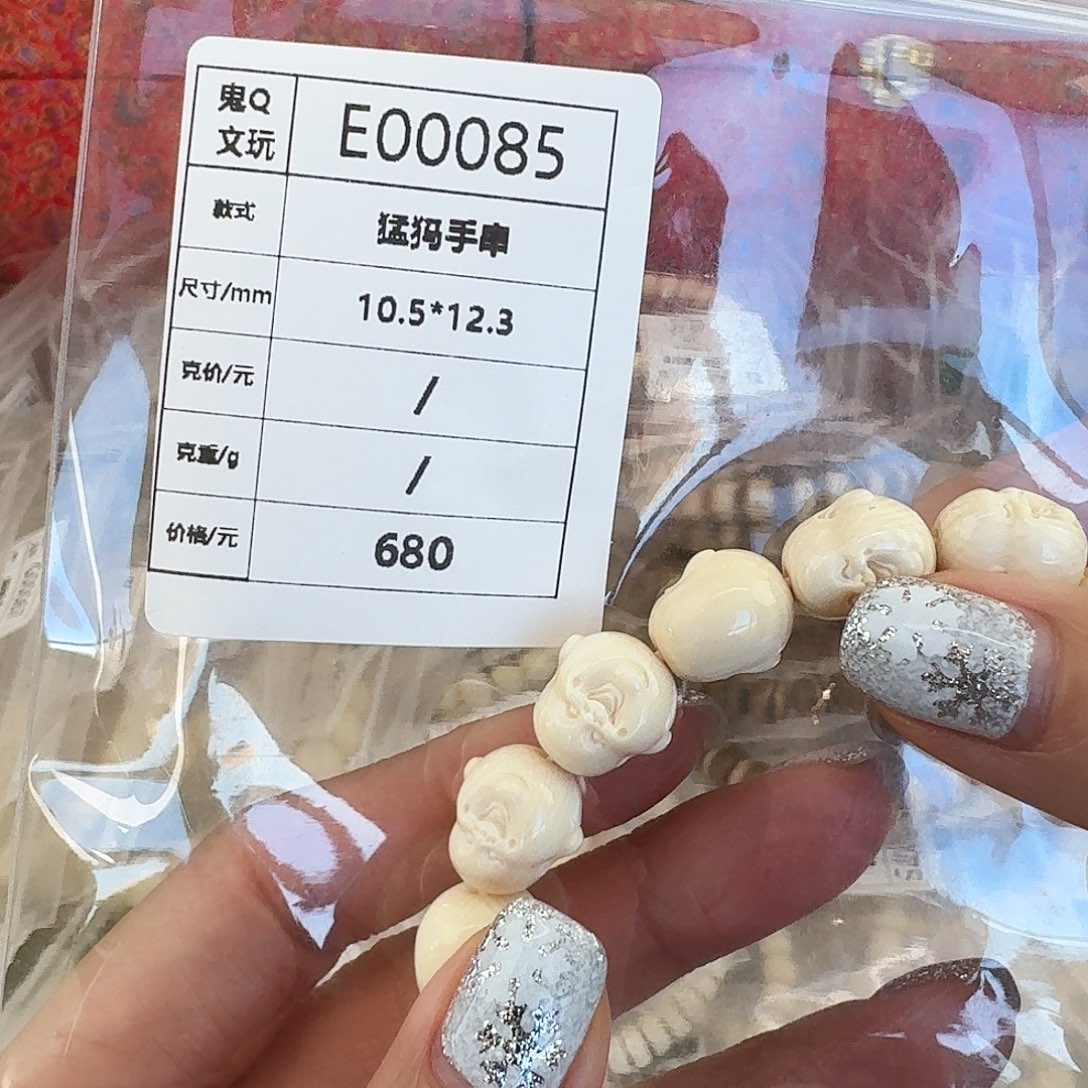 鬼Q
文玩
E00085
款式
猛犸手串
尺寸/mm
10.5*12.3
克价/元
/
克重/g
/
价格/元
680